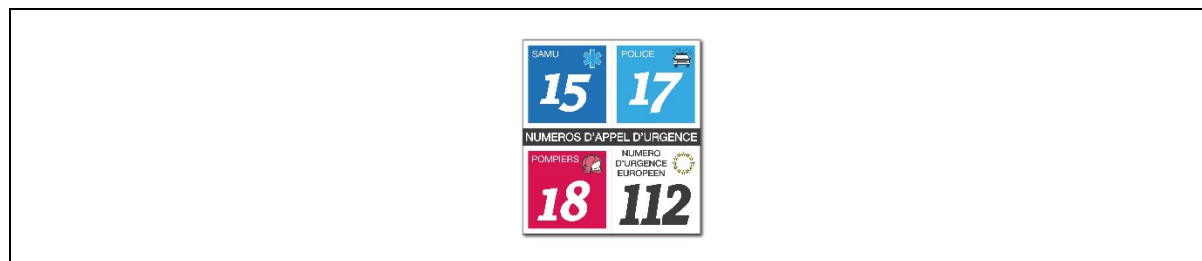 SAMU
15
POLICE
17
NUMEROS D'APPEL D'URGENCE
POMPIERS
18
NUMERO
D'URGENCE
EUROPEEN
112